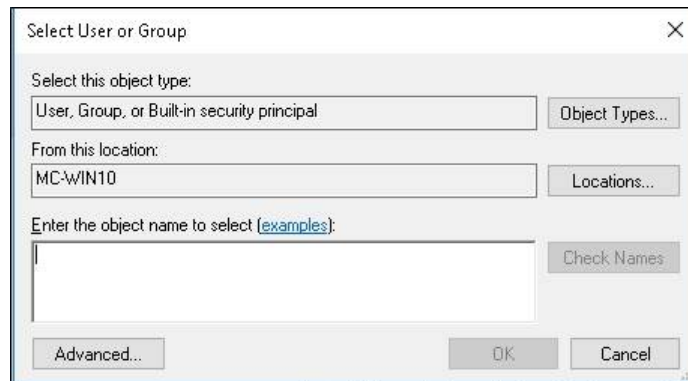 Select User or Group
Select this object type:
User, Group, or Built-in security principal
Object Types...
From this location:
MC-WIN10
Locations...
Enter the object name to select (examples):
Check Names
Advanced...
OK
Cancel